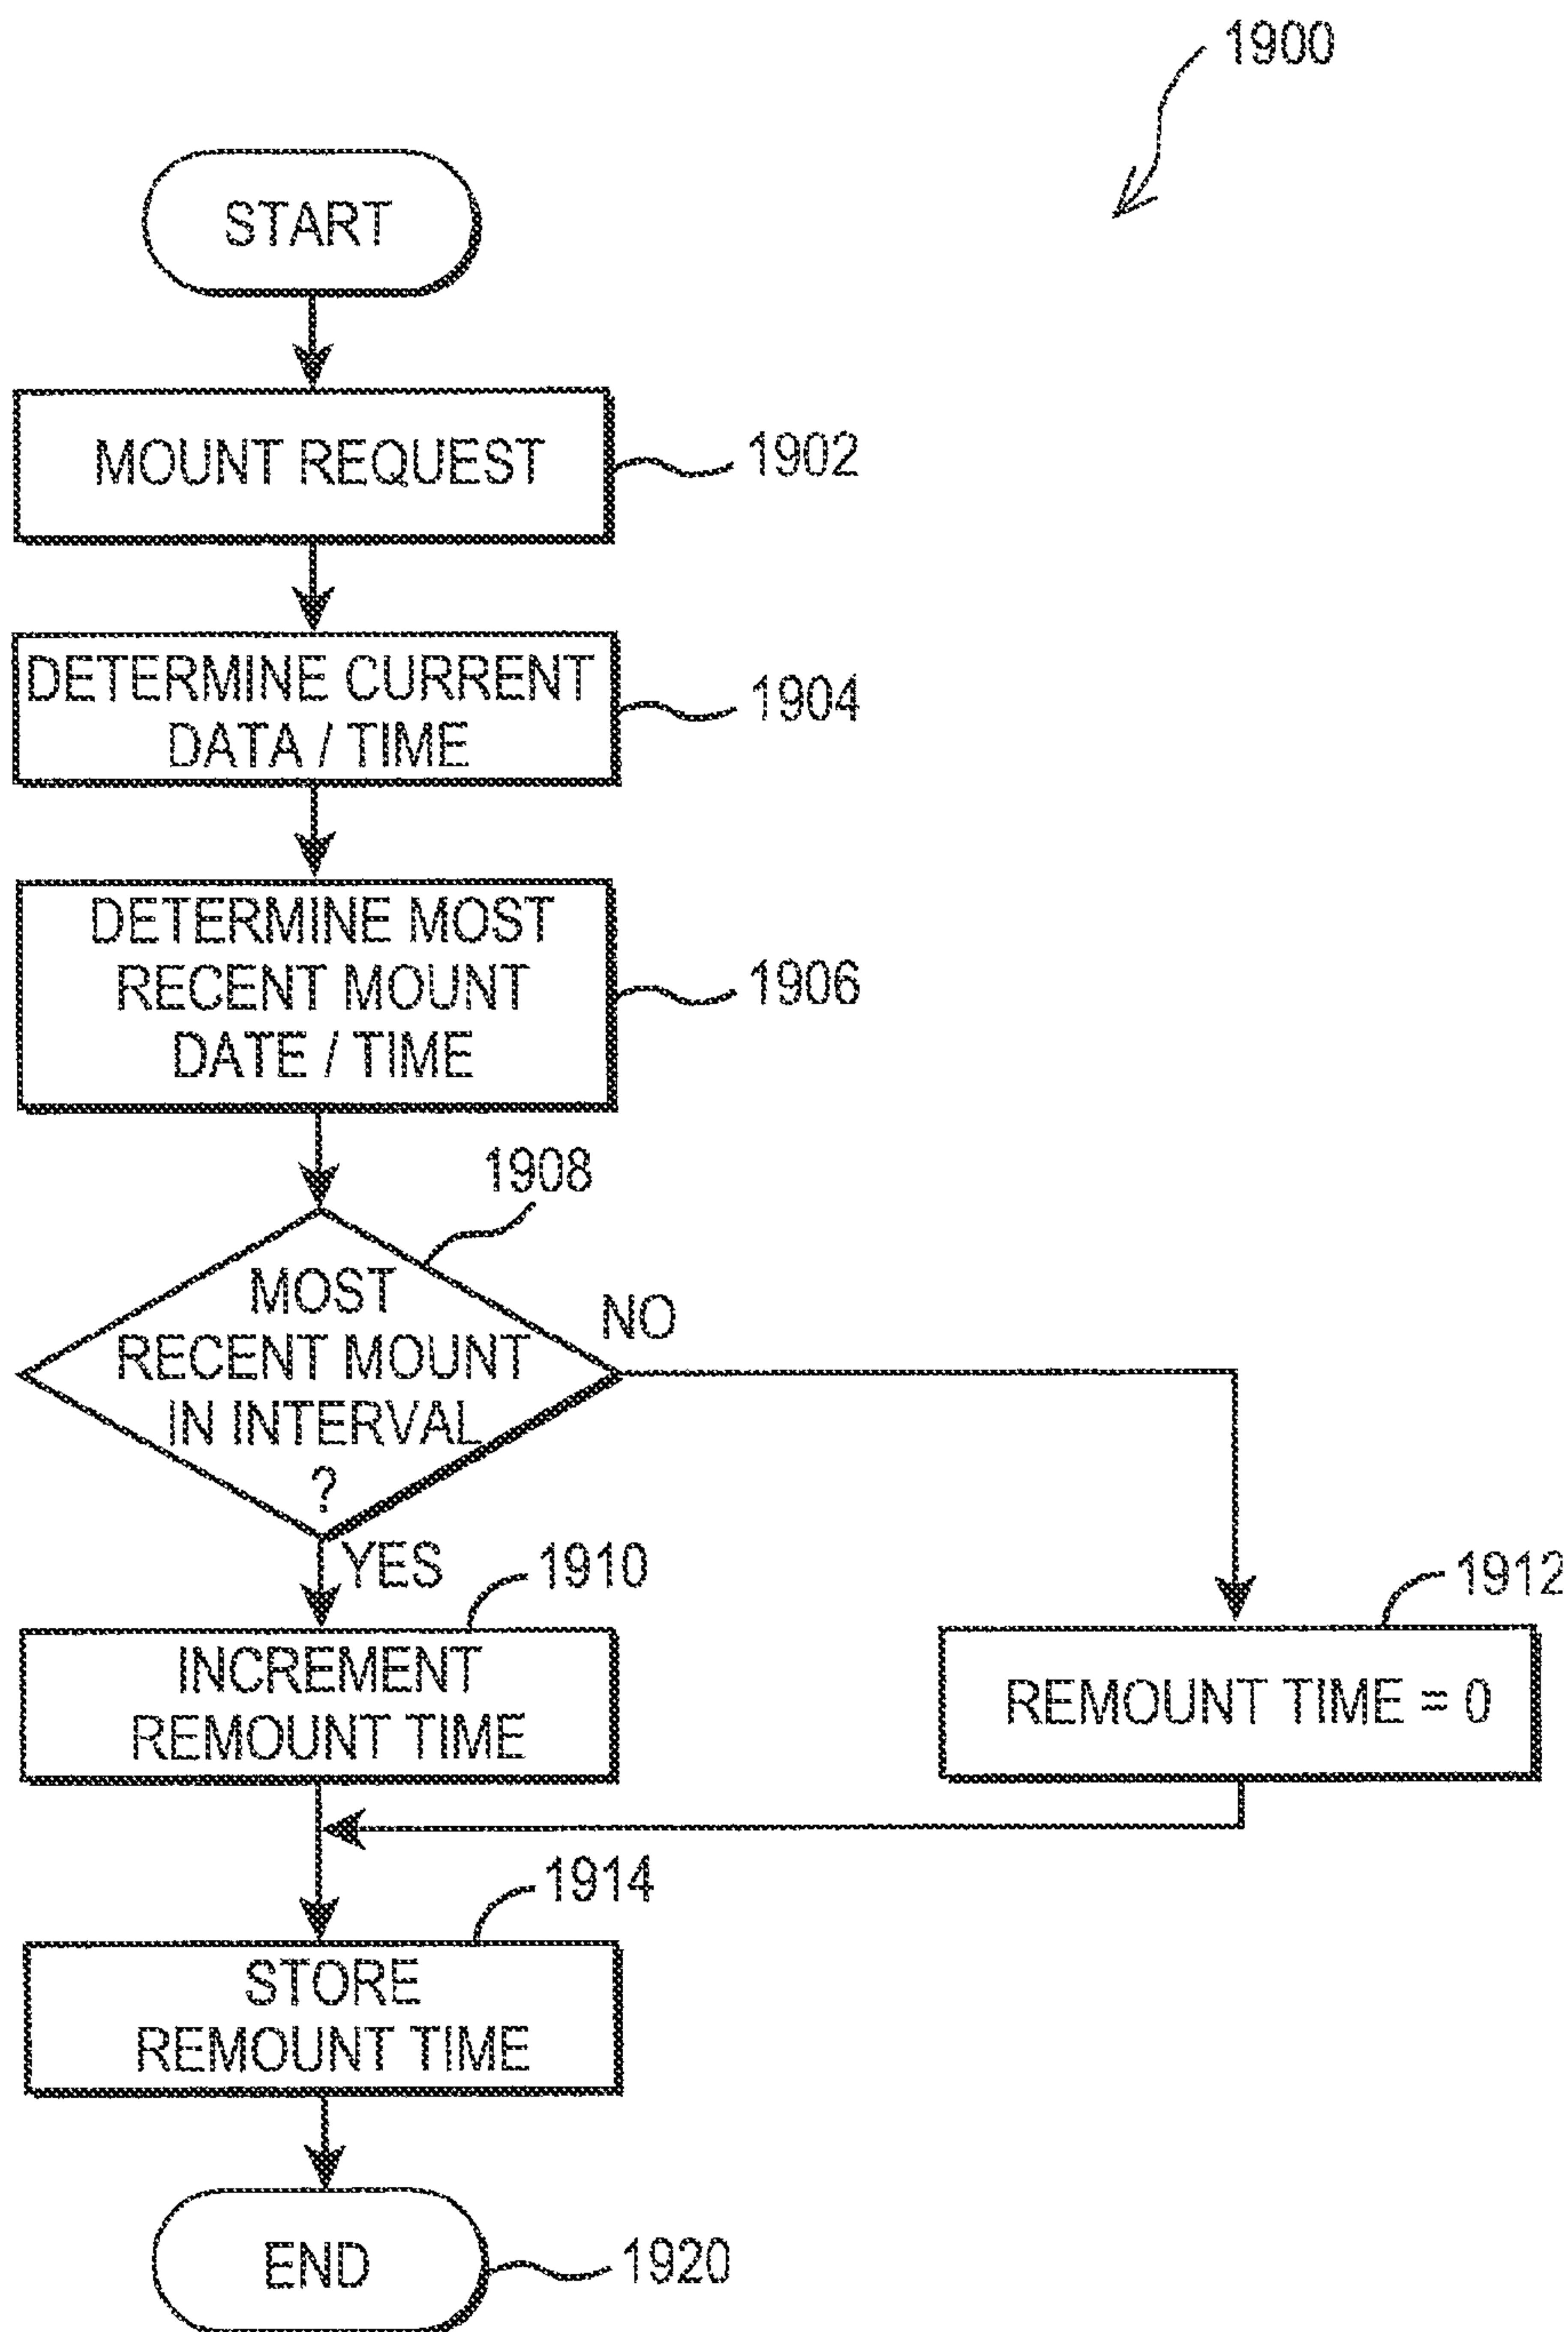 1900
START
MOUNT REQUEST
1902
DETERMINE CURRENT
DATA / TIME
1904
DETERMINE MOST
RECENT MOUNT
DATE / TIME
1906
1908
MOST
RECENT MOUNT
IN INTERVAL
?
NO
YES
1910
INCREMENT
REMOUNT TIME
1912
REMOUNT TIME = 0
1914
STORE
REMOUNT TIME
END
1920